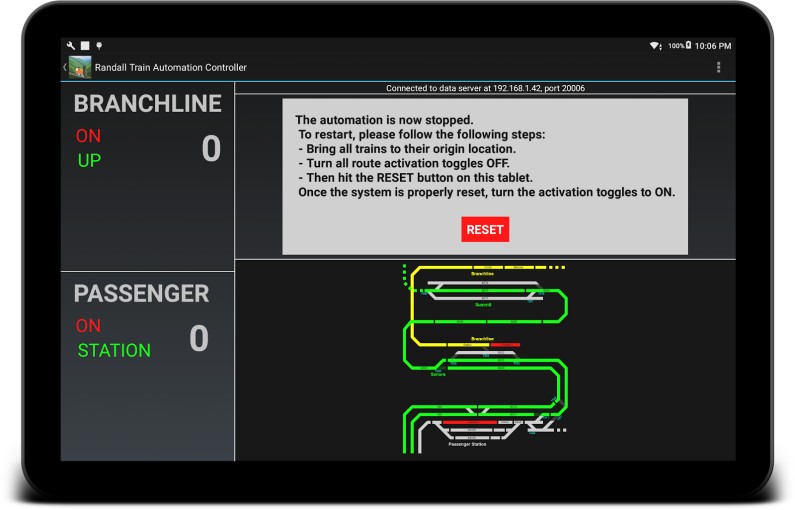 100% 10:06 PM
Randall Train Automation Controller
BRANCHLINE
ON
0
UP
PASSENGER
ON
0
STATION
Connected to data server at 192.168.1.42, port 20006
The automation is now stopped.
To restart, please follow the following steps:
- Bring all trains to their origin location.
- Turn all route activation toggles OFF.
- Then hit the RESET button on this tablet.
Once the system is properly reset, turn the activation toggles to ON.
RESET
Branchline
Summit
Branchline
Sonora
Passenger Station